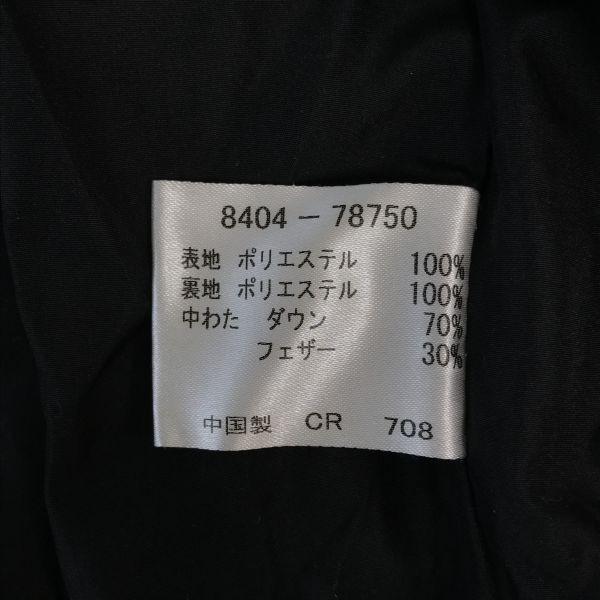 8404－78750
表地 ポリエステル 100%
裏地 ポリエステル 100%
中わた ダウン 70%
フェザー 30%
中国製 CR 708